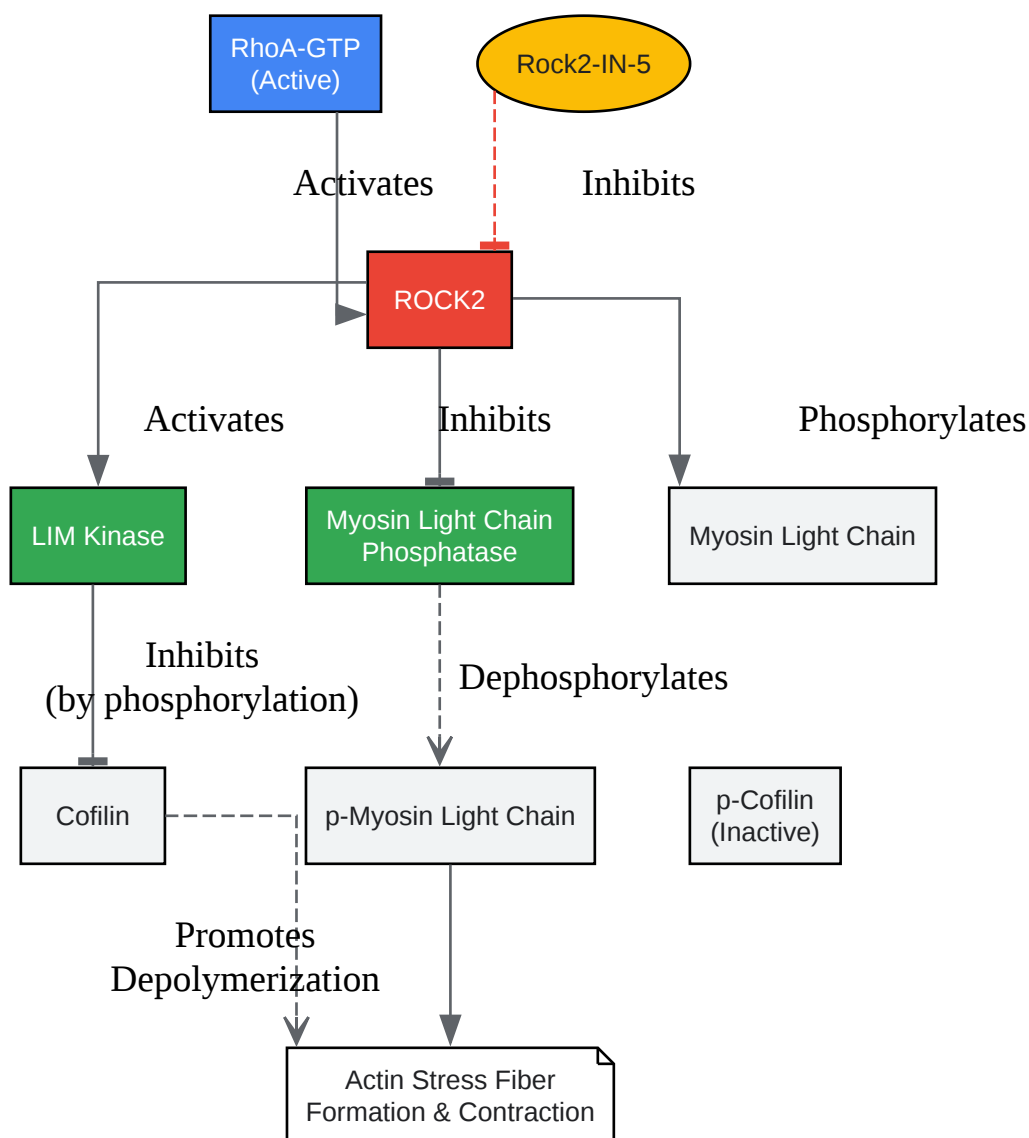 RhoA-GTP
(Active)
Rock2-IN-5
Activates
Inhibits
ROCK2
Activates
Inhibits
Phosphorylates
LIM Kinase
Myosin Light Chain
Phosphatase
Myosin Light Chain
Inhibits
(by phosphorylation)
Dephosphorylates
Cofilin
p-Myosin Light Chain
p-Cofilin
(Inactive)
Promotes
Depolymerization
Actin Stress Fiber
Formation & Contraction